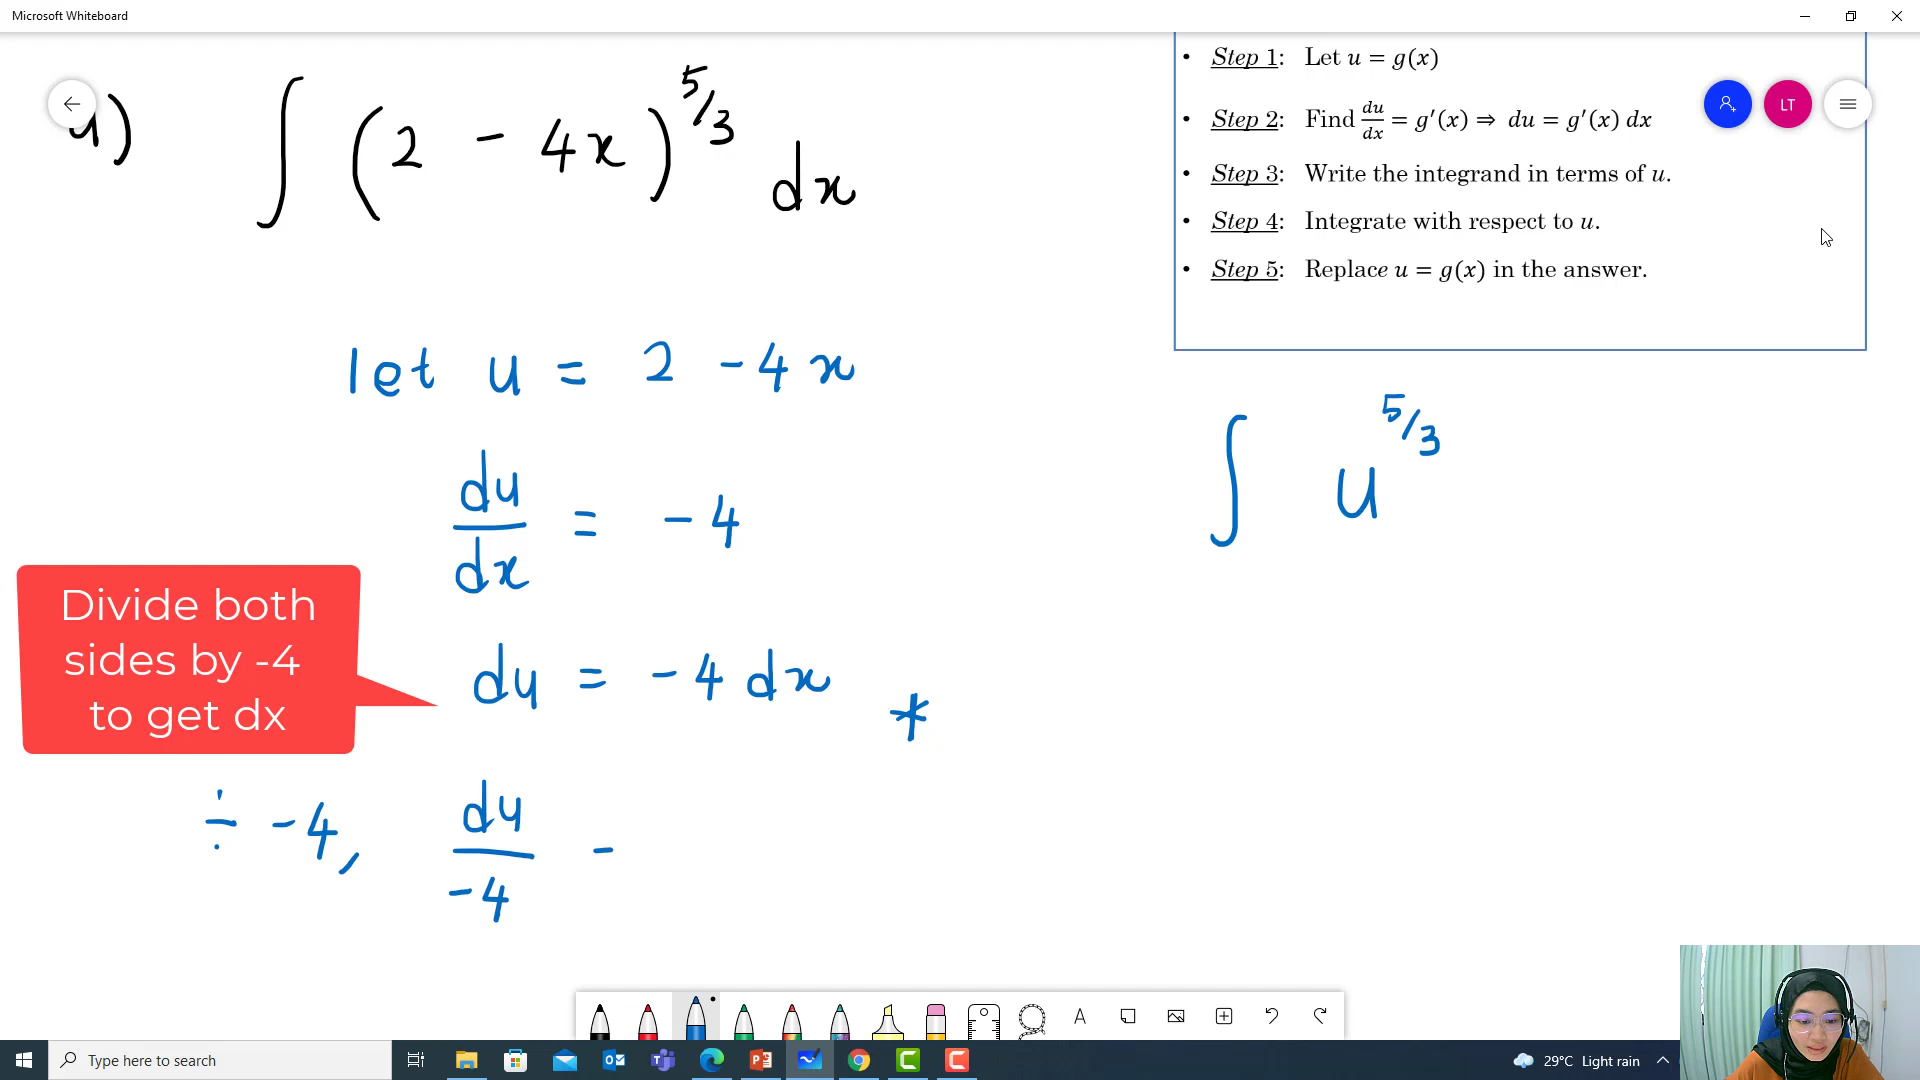 Microsoft Whiteboard
∫ (2 - 4x)^5/3 dx
let u = 2 - 4x
du/dx = -4
Divide both
sides by -4
to get dx
du = -4 dx *
÷ -4, du/-4 -
• Step 1: Let u = g(x)
• Step 2: Find du/dx = g′(x) ⇒ du = g′(x) dx
• Step 3: Write the integrand in terms of u.
• Step 4: Integrate with respect to u.
• Step 5: Replace u = g(x) in the answer.
LT
∫ u^5/3
A
Type here to search
29°C Light rain